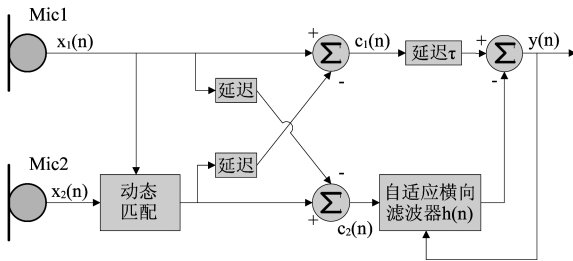 Mic1
x₁(n)
+
Σ
c₁(n)
延迟τ
+
Σ
y(n)
-
-
延迟
延迟
Mic2
x₂(n)
动态
匹配
-
+
Σ
c₂(n)
自适应横向
滤波器h(n)